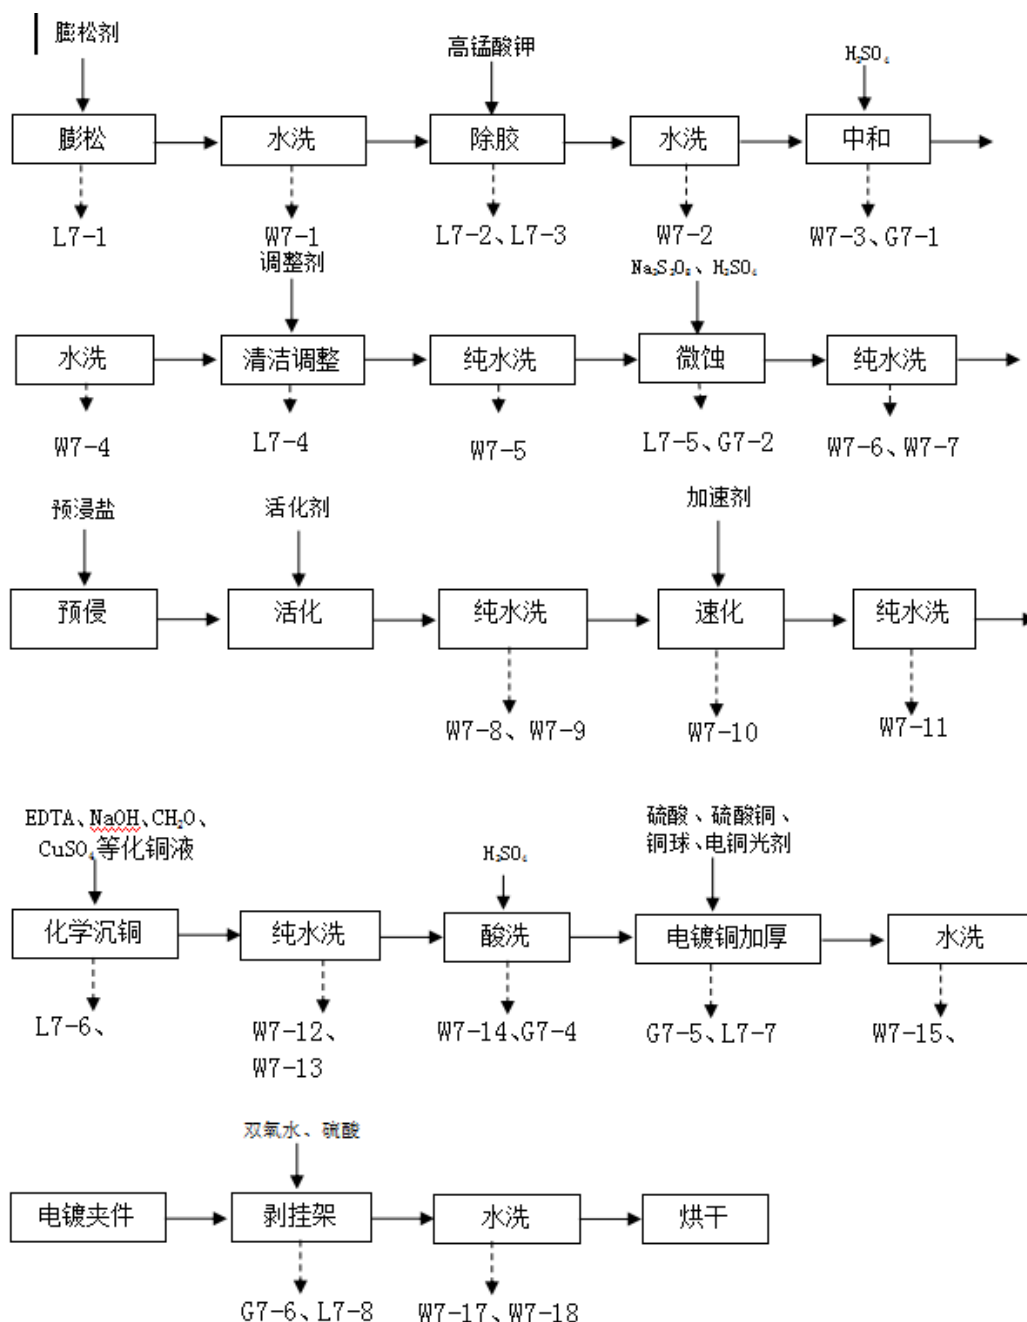 膨松剂
高锰酸钾
H₂SO₄
膨松
水洗
除胶
水洗
中和
L7-1
W7-1
L7-2、L7-3
W7-2
W7-3、G7-1
调整剂
Na₂S₂O₈、H₂SO₄
水洗
清洁调整
纯水洗
微蚀
纯水洗
W7-4
L7-4
W7-5
L7-5、G7-2
W7-6、W7-7
预浸盐
活化剂
加速剂
预侵
活化
纯水洗
速化
纯水洗
W7-8、W7-9
W7-10
W7-11
EDTA、NaOH、CH₂O、
CuSO₄等化铜液
H₂SO₄
硫酸、硫酸铜、
铜球、电铜光剂
化学沉铜
纯水洗
酸洗
电镀铜加厚
水洗
L7-6、
W7-12、
W7-13
W7-14、G7-4
G7-5、L7-7
W7-15、
双氧水、硫酸
电镀夹件
剥挂架
水洗
烘干
G7-6、L7-8
W7-17、W7-18